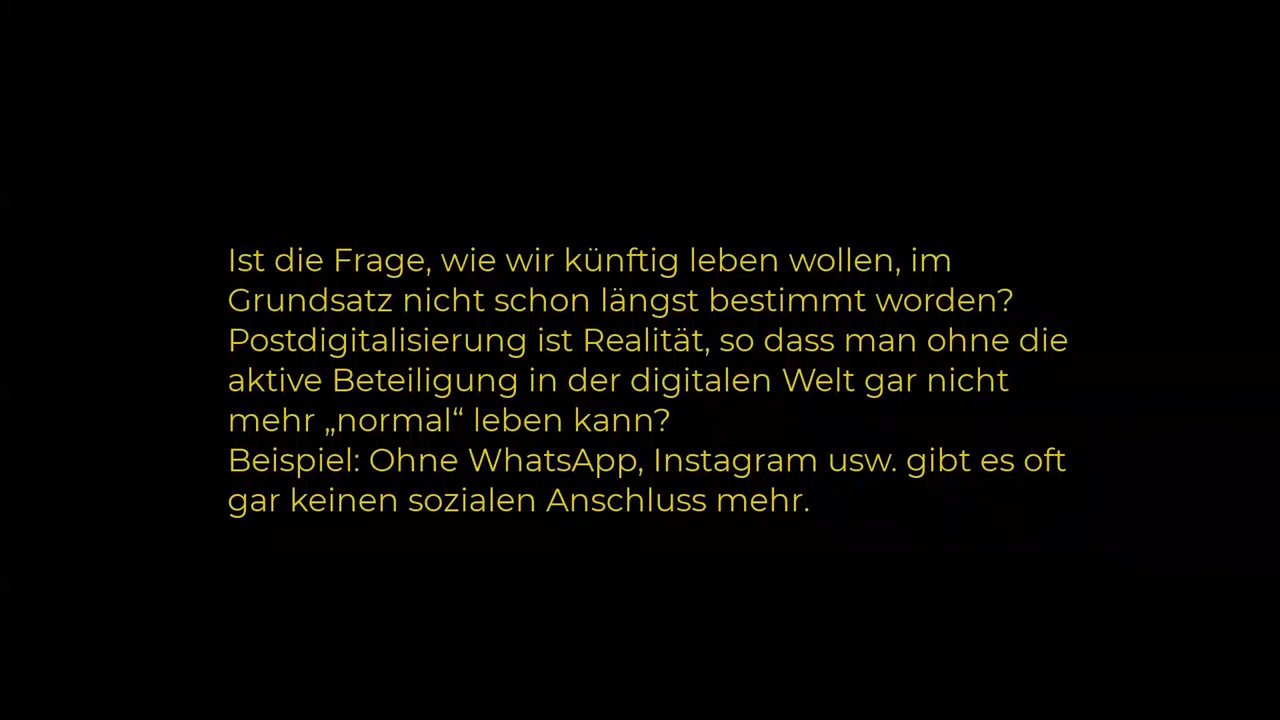 Ist die Frage, wie wir künftig leben wollen, im
Grundsatz nicht schon längst bestimmt worden?
Postdigitalisierung ist Realität, so dass man ohne die
aktive Beteiligung in der digitalen Welt gar nicht
mehr „normal“ leben kann?
Beispiel: Ohne WhatsApp, Instagram usw. gibt es oft
gar keinen sozialen Anschluss mehr.